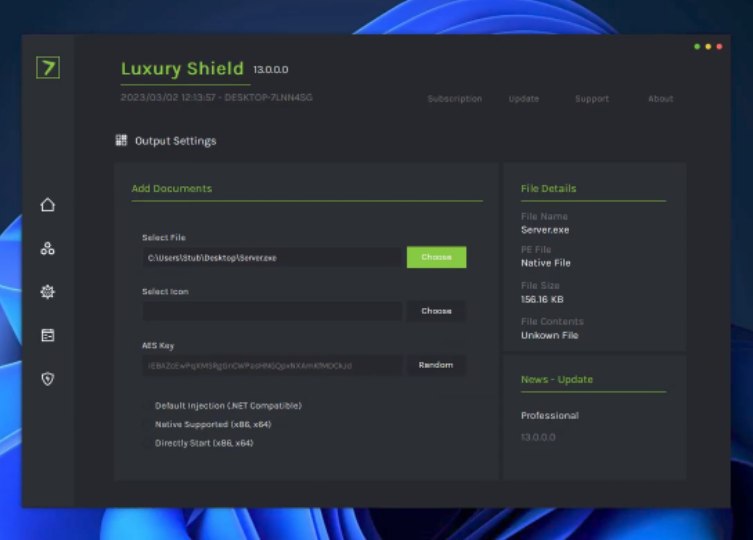 Luxury Shield 13.0.0.0
2023/03/02 12:13:57 - DESKTOP-7LNN4SG
Subscription Update Support About
Output Settings
Add Documents
Select File
C:\Users\Stub\Desktop\Server.exe
Choose
Select Icon
Choose
AES Key
Random
Default Injection (.NET Compatible)
Native Supported (x86, x64)
Directly Start (x86, x64)
File Details
File Name
Server.exe
PE File
Native File
File Size
156.16 KB
File Contents
Unkown File
News - Update
Professional
13.0.0.0